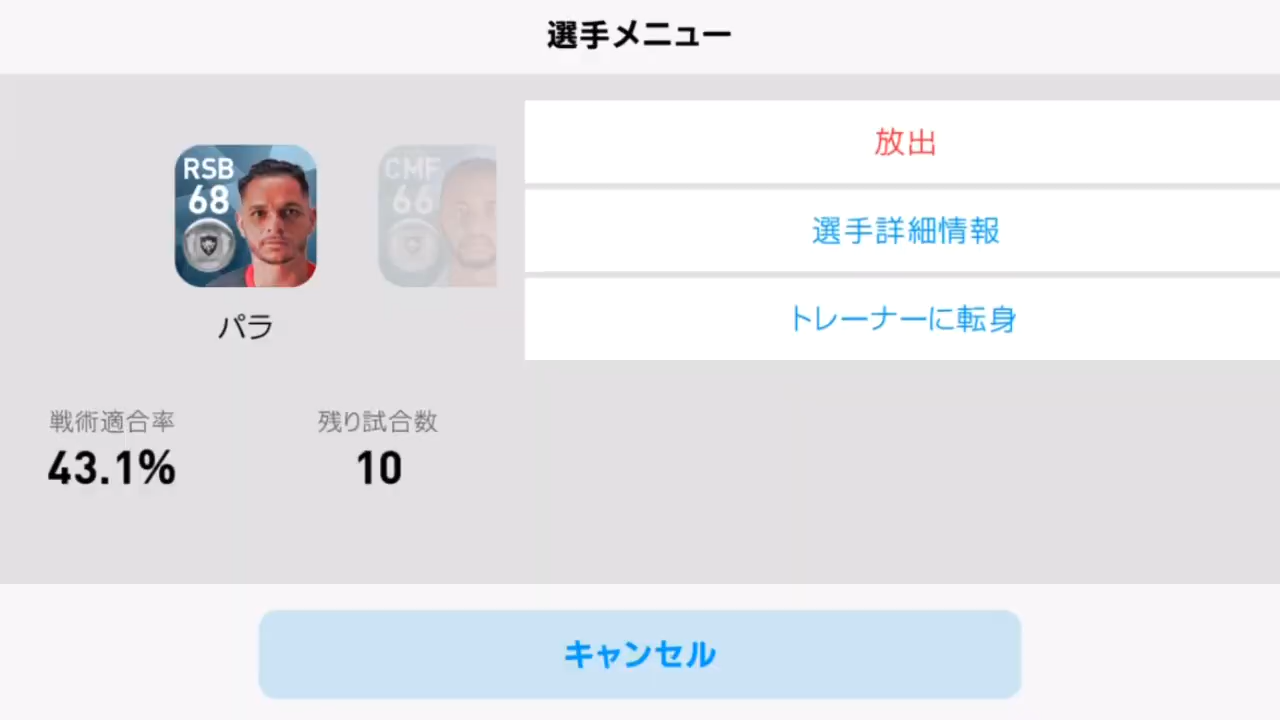 選手メニュー
RSB
68
CMF
66
パラ
放出
選手詳細情報
トレーナーに転身
戦術適合率
残り試合数
43.1%
10
キャンセル